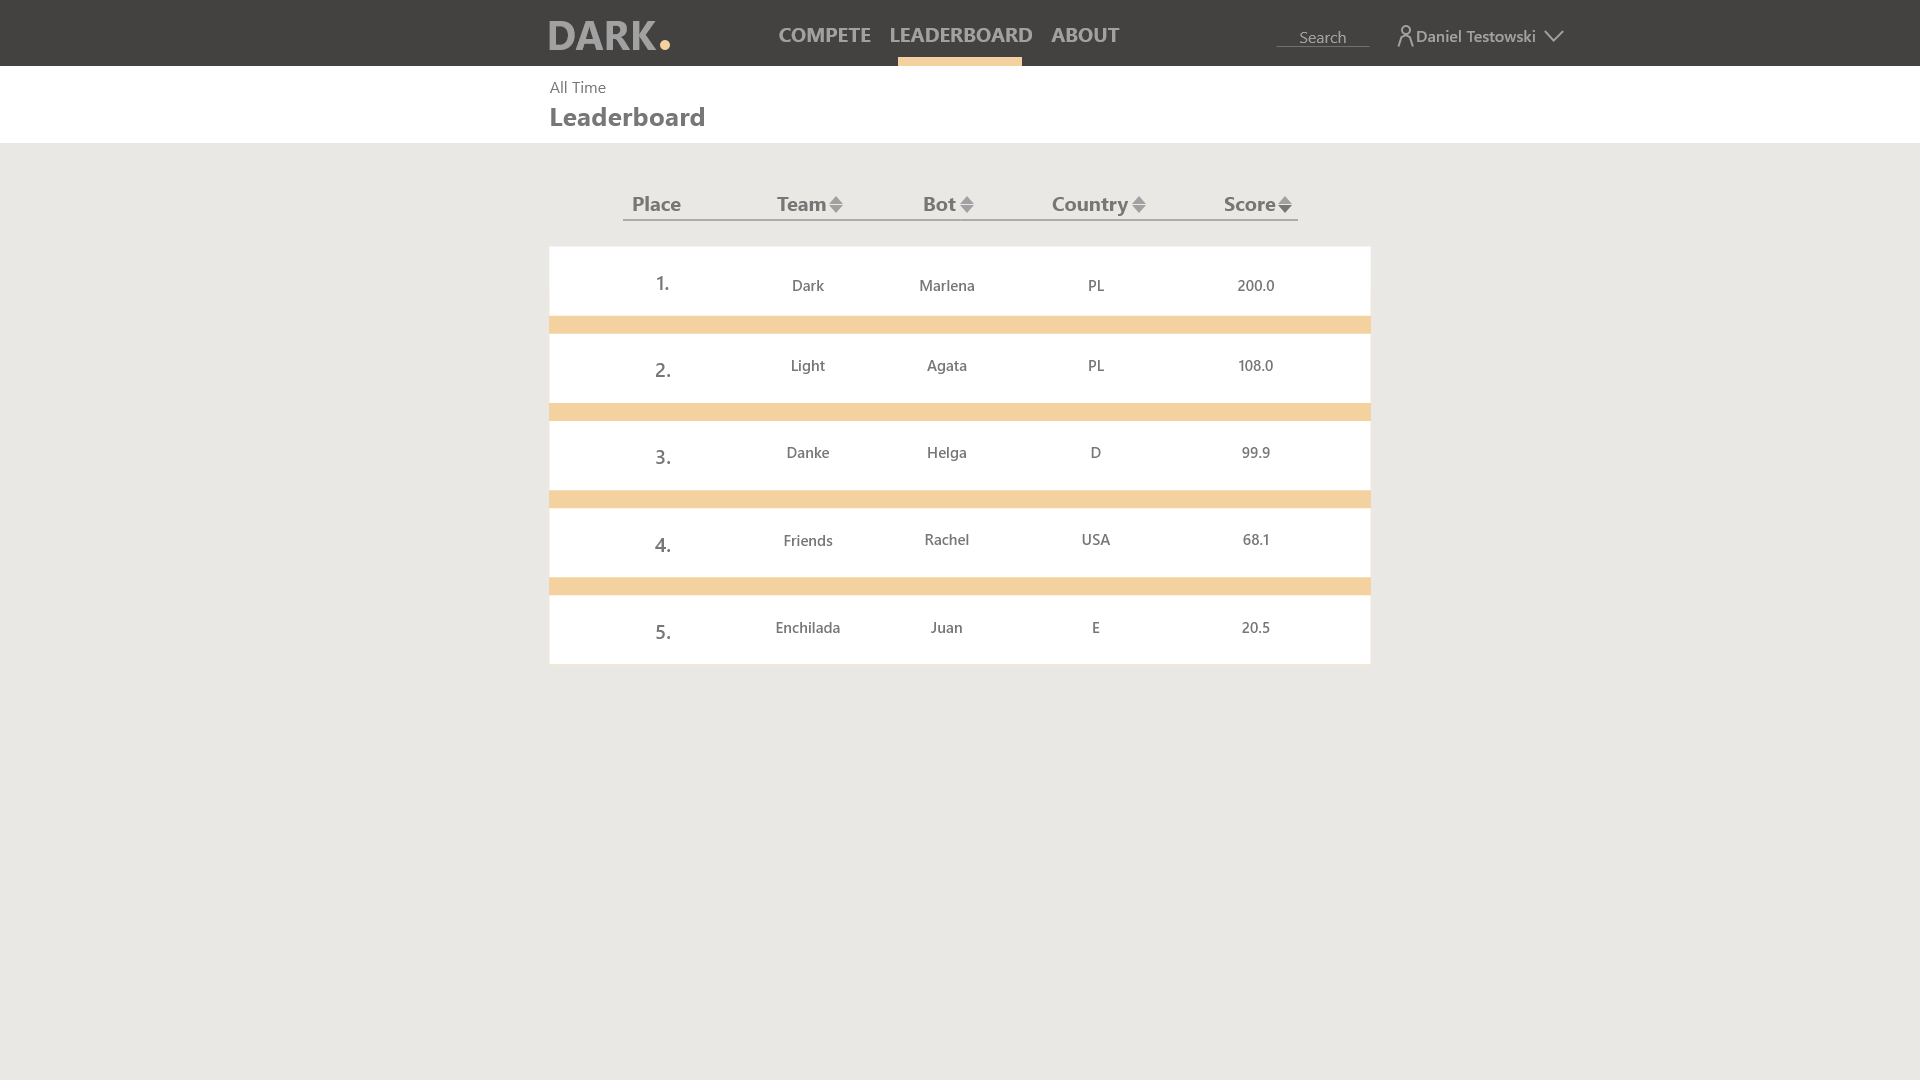 DARK.
COMPETE LEADERBOARD ABOUT
Search
Daniel Testowski
All Time
Leaderboard
Place Team Bot Country Score
1. Dark Marlena PL 200.0
2. Light Agata PL 108.0
3. Danke Helga D 99.9
4. Friends Rachel USA 68.1
5. Enchilada Juan E 20.5